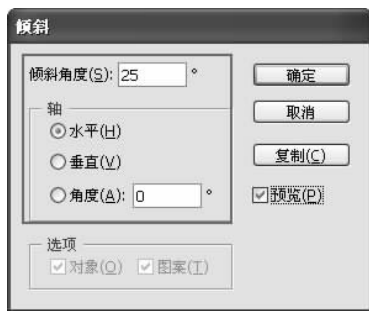 倾斜
倾斜角度(S): 25 °
确定
轴
取消
水平(H)
垂直(V)
复制(C)
角度(A): 0 °
预览(P)
选项
对象(O) 图案(T)